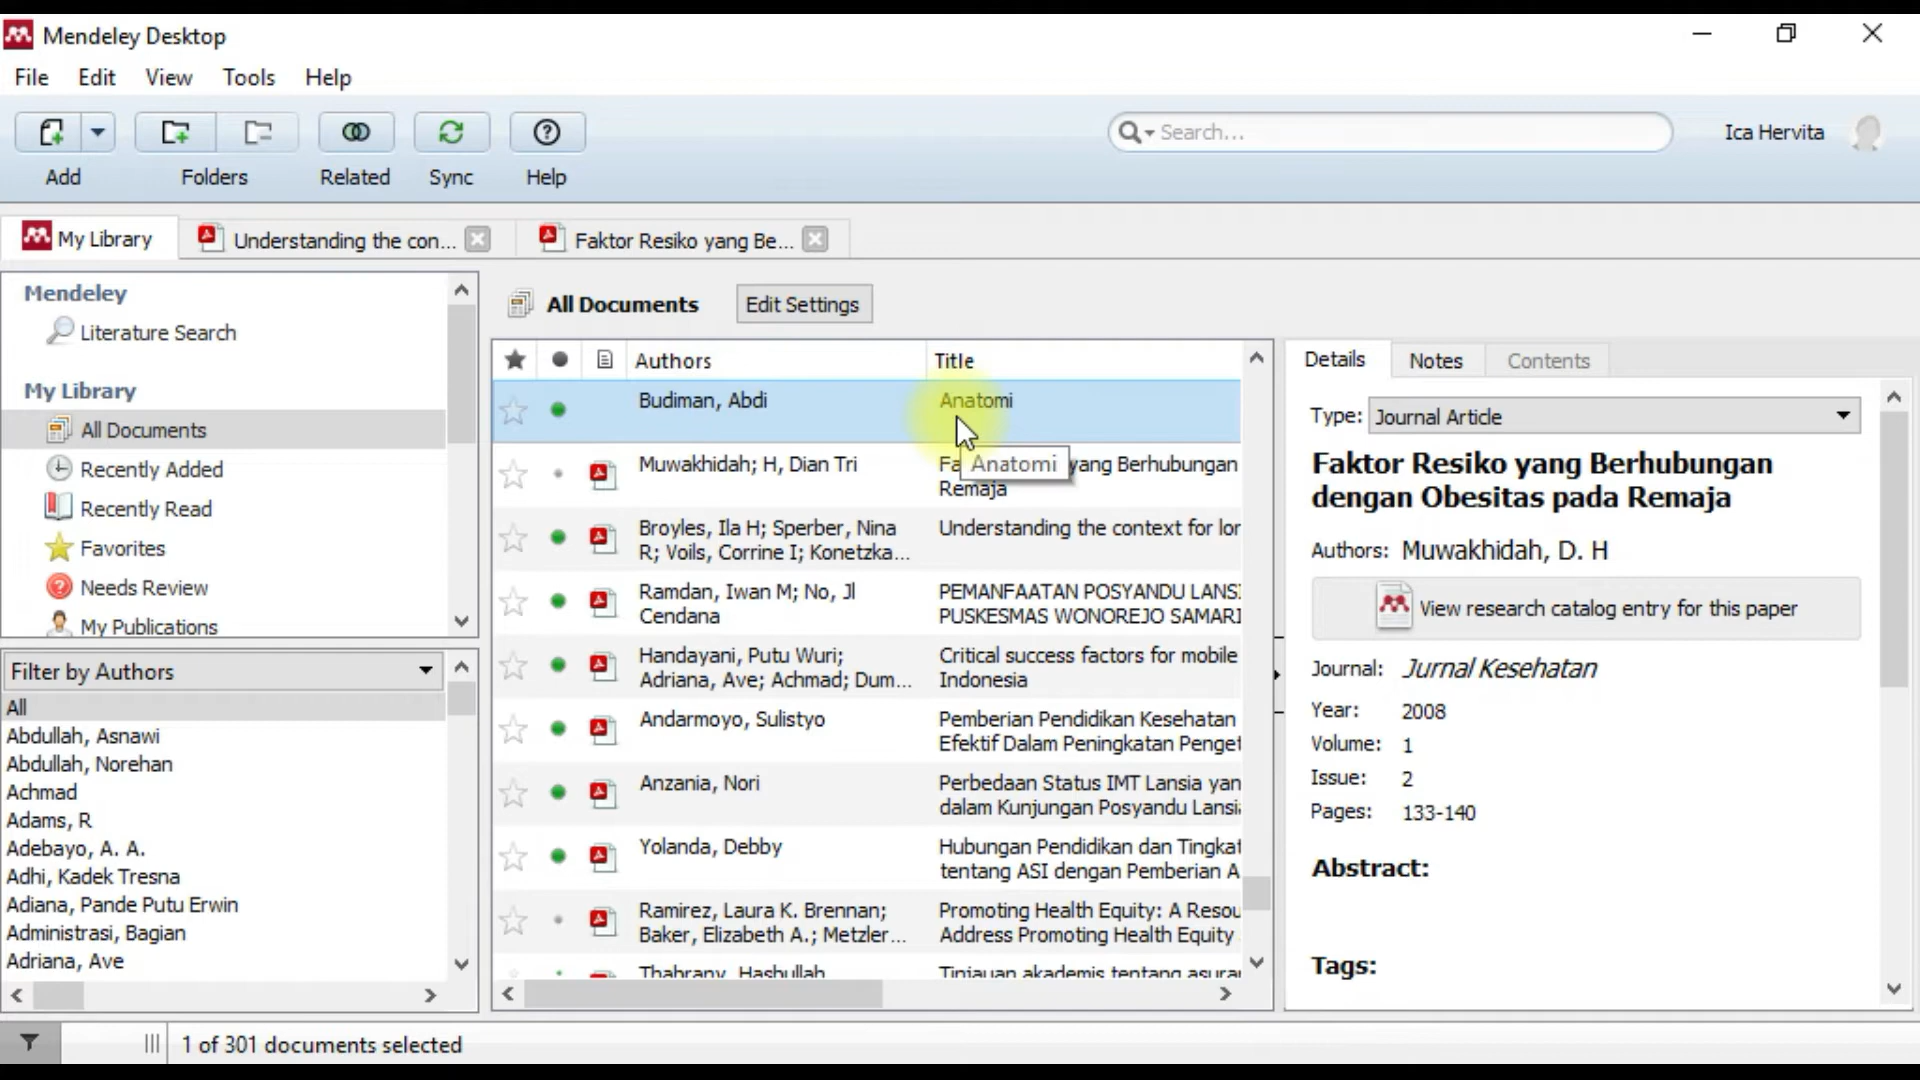 Mendeley Desktop
File Edit View Tools Help
Search... Ica Hervita
Add Folders Related Sync Help
My Library Understanding the con... Faktor Resiko yang Be...
Mendeley
Literature Search
My Library
All Documents
Recently Added
Recently Read
Favorites
Needs Review
My Publications
Filter by Authors
All
Abdullah, Asnawi
Abdullah, Norehan
Achmad
Adams, R
Adebayo, A. A.
Adhi, Kadek Tresna
Adiana, Pande Putu Erwin
Administrasi, Bagian
Adriana, Ave
All Documents Edit Settings
Authors Title
Budiman, Abdi Anatomi
Anatomi
Muwakhidah; H, Dian Tri Fa yang Berhubungan
Remaja
Broyles, Ila H; Sperber, Nina Understanding the context for lor
R; Voils, Corrine I; Konetzka...
Ramdan, Iwan M; No, Jl PEMANFAATAN POSYANDU LANSI
Cendana PUSKESMAS WONOREJO SAMARI
Handayani, Putu Wuri; Critical success factors for mobile
Adriana, Ave; Achmad; Dum... Indonesia
Andarmoyo, Sulistyo Pemberian Pendidikan Kesehatan
Efektif Dalam Peningkatan Penget
Anzania, Nori Perbedaan Status IMT Lansia yan
dalam Kunjungan Posyandu Lansi
Yolanda, Debby Hubungan Pendidikan dan Tingkat
tentang ASI dengan Pemberian A
Ramirez, Laura K. Brennan; Promoting Health Equity: A Resou
Baker, Elizabeth A.; Metzler... Address Promoting Health Equity
Thabrany, Hasbullah Tinjauan akademis tentang asurar
Details Notes Contents
Type: Journal Article
Faktor Resiko yang Berhubungan
dengan Obesitas pada Remaja
Authors: Muwakhidah, D. H
View research catalog entry for this paper
Journal: Jurnal Kesehatan
Year: 2008
Volume: 1
Issue: 2
Pages: 133-140
Abstract:
Tags:
1 of 301 documents selected